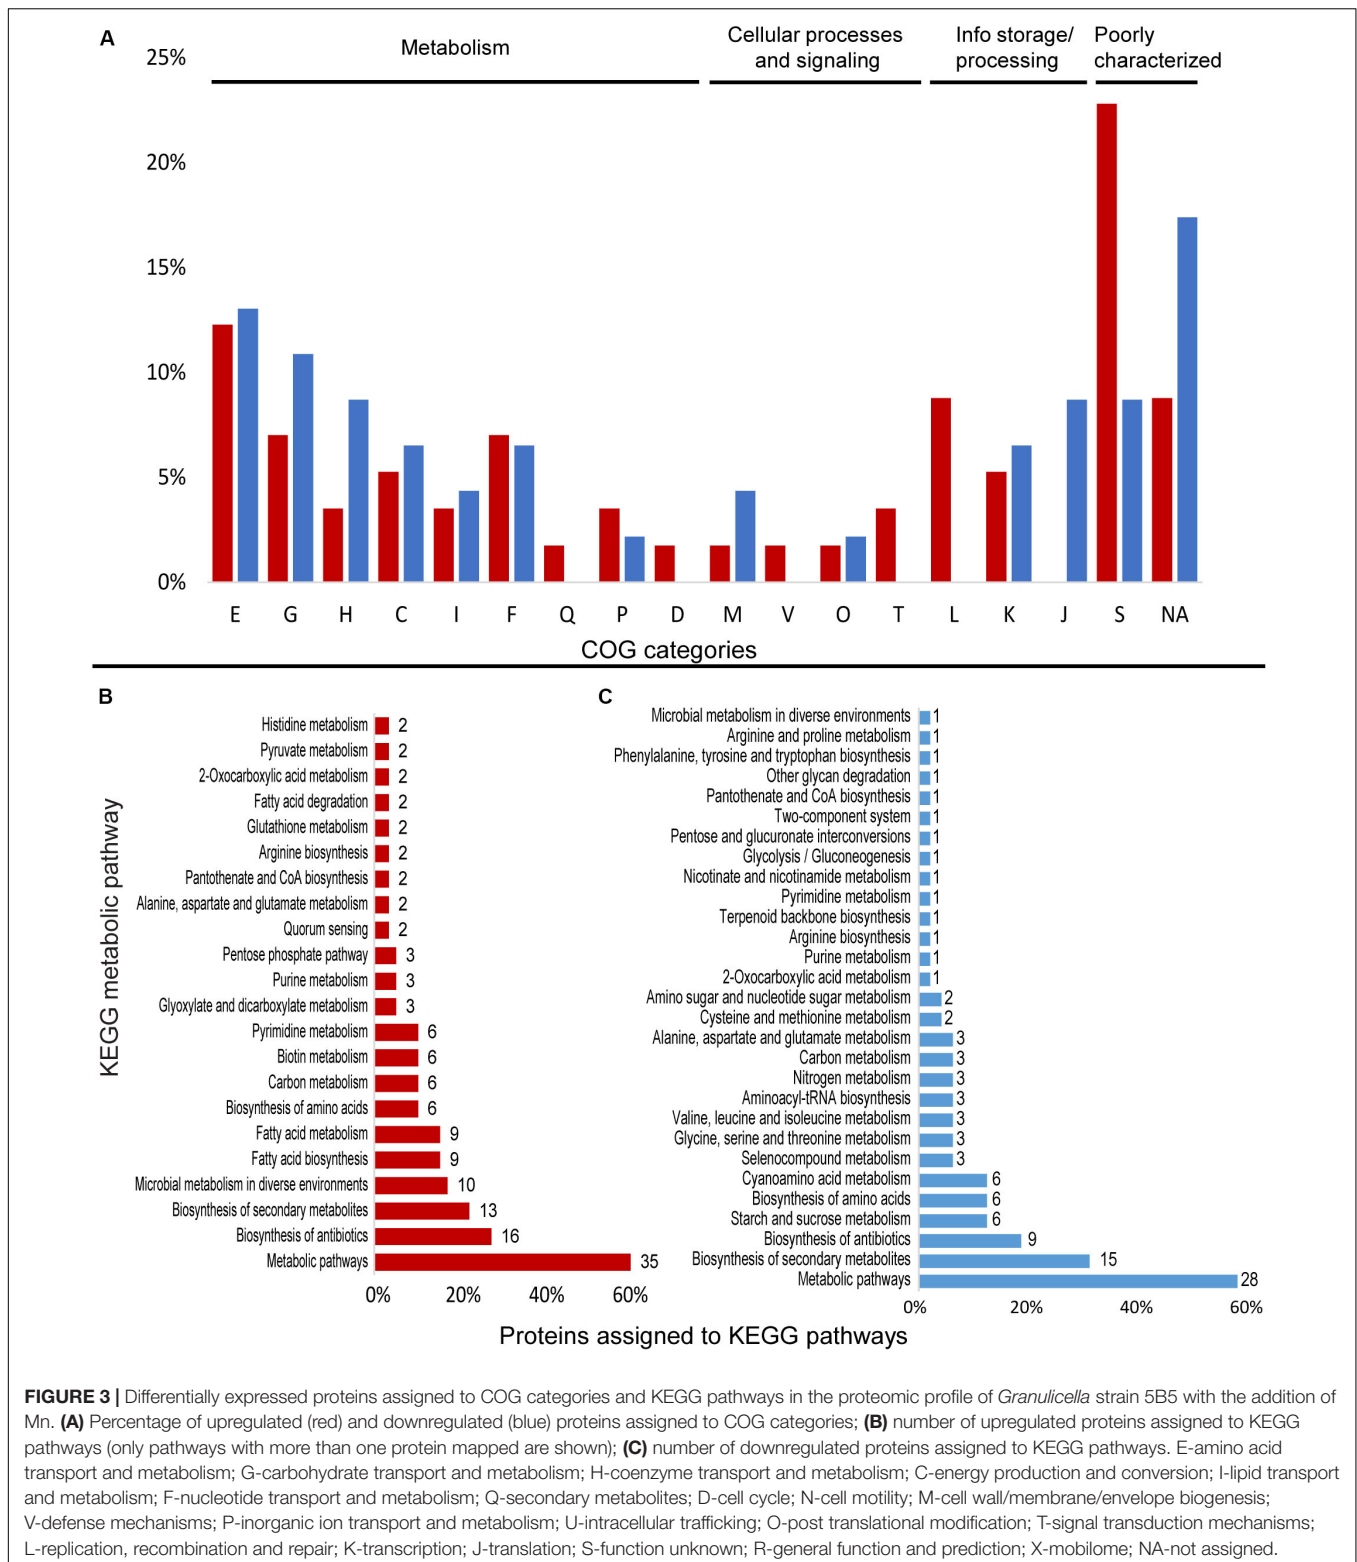 A
Metabolism
Cellular processes
and signaling
Info storage/
processing
Poorly
characterized
25%
20%
15%
10%
5%
0%
E G H C I F Q P D M V O T L K J S NA
COG categories
B
KEGG metabolic pathway
Histidine metabolism 2
Pyruvate metabolism 2
2-Oxocarboxylic acid metabolism 2
Fatty acid degradation 2
Glutathione metabolism 2
Arginine biosynthesis 2
Pantothenate and CoA biosynthesis 2
Alanine, aspartate and glutamate metabolism 2
Quorum sensing 2
Pentose phosphate pathway 3
Purine metabolism 3
Glyoxylate and dicarboxylate metabolism 3
Pyrimidine metabolism 6
Biotin metabolism 6
Carbon metabolism 6
Biosynthesis of amino acids 6
Fatty acid metabolism 9
Fatty acid biosynthesis 9
Microbial metabolism in diverse environments 10
Biosynthesis of secondary metabolites 13
Biosynthesis of antibiotics 16
Metabolic pathways 35
0% 20% 40% 60%
C
Microbial metabolism in diverse environments 1
Arginine and proline metabolism 1
Phenylalanine, tyrosine and tryptophan biosynthesis 1
Other glycan degradation 1
Pantothenate and CoA biosynthesis 1
Two-component system 1
Pentose and glucuronate interconversions 1
Glycolysis / Gluconeogenesis 1
Nicotinate and nicotinamide metabolism 1
Pyrimidine metabolism 1
Terpenoid backbone biosynthesis 1
Arginine biosynthesis 1
Purine metabolism 1
2-Oxocarboxylic acid metabolism 1
Amino sugar and nucleotide sugar metabolism 2
Cysteine and methionine metabolism 2
Alanine, aspartate and glutamate metabolism 3
Carbon metabolism 3
Nitrogen metabolism 3
Aminoacyl-tRNA biosynthesis 3
Valine, leucine and isoleucine metabolism 3
Glycine, serine and threonine metabolism 3
Selenocompound metabolism 3
Cyanoamino acid metabolism 6
Biosynthesis of amino acids 6
Starch and sucrose metabolism 6
Biosynthesis of antibiotics 9
Biosynthesis of secondary metabolites 15
Metabolic pathways 28
0% 20% 40% 60%
Proteins assigned to KEGG pathways
FIGURE 3 | Differentially expressed proteins assigned to COG categories and KEGG pathways in the proteomic profile of Granulicella strain 5B5 with the addition of
Mn. (A) Percentage of upregulated (red) and downregulated (blue) proteins assigned to COG categories; (B) number of upregulated proteins assigned to KEGG
pathways (only pathways with more than one protein mapped are shown); (C) number of downregulated proteins assigned to KEGG pathways. E-amino acid
transport and metabolism; G-carbohydrate transport and metabolism; H-coenzyme transport and metabolism; C-energy production and conversion; I-lipid transport
and metabolism; F-nucleotide transport and metabolism; Q-secondary metabolites; D-cell cycle; N-cell motility; M-cell wall/membrane/envelope biogenesis;
V-defense mechanisms; P-inorganic ion transport and metabolism; U-intracellular trafficking; O-post translational modification; T-signal transduction mechanisms;
L-replication, recombination and repair; K-transcription; J-translation; S-function unknown; R-general function and prediction; X-mobilome; NA-not assigned.